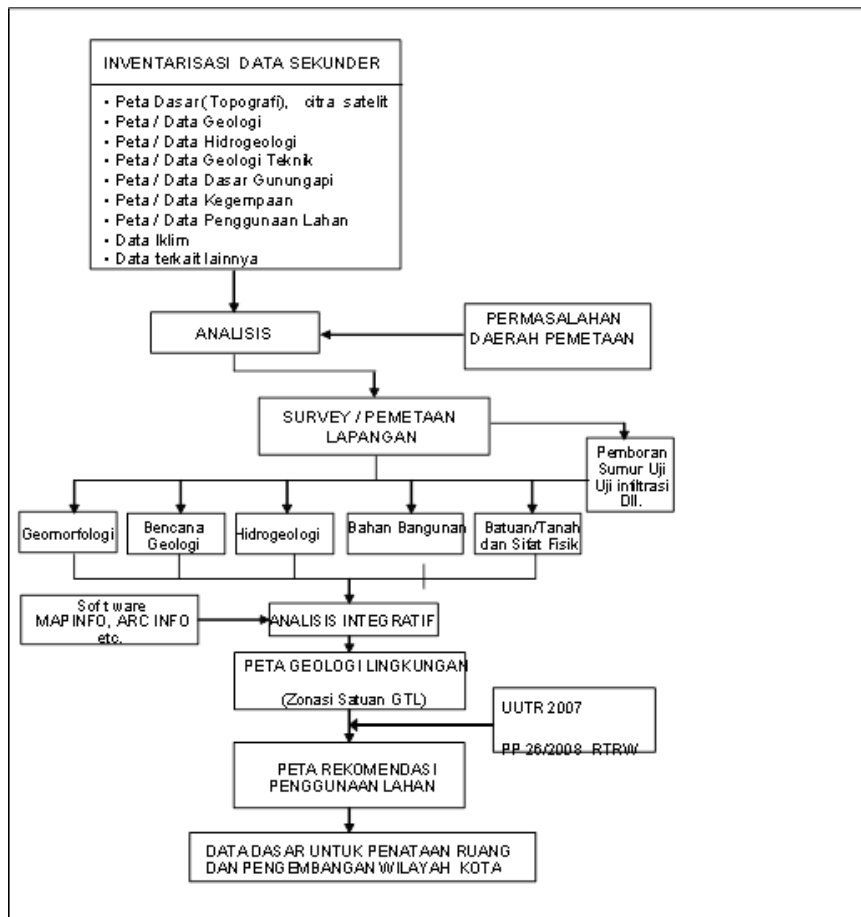 INVENTARISASI DATA SEKUNDER
• Peta Dasar (Topografi), citra satelit
• Peta / Data Geologi
• Peta / Data Hidrogeologi
• Peta / Data Geologi Teknik
• Peta / Data Dasar Gunungapi
• Peta / Data Kegempaan
• Peta / Data Penggunaan Lahan
• Data Iklim
• Data terkait lainnya
ANALISIS
PERMASALAHAN
DAERAH PEMETAAN
SURVEY / PEMETAAN
LAPANGAN
Pemboran
Sumur Uji
Uji infiltrasi
Dll.
Geomorfologi
Bencana
Geologi
Hidrogeologi
Bahan Bangunan
Batuan/Tanah
dan Sifat Fisik
Software
MAPINFO, ARC INFO
etc.
ANALISIS INTEGRATIF
PETA GEOLOGI LINGKUNGAN
(Zonasi Satuan GTL)
UUTR 2007
PP 26/2008 RTRW
PETA REKOMENDASI
PENGGUNAAN LAHAN
DATA DASAR UNTUK PENATAAN RUANG
DAN PENGEMBANGAN WILAYAH KOTA